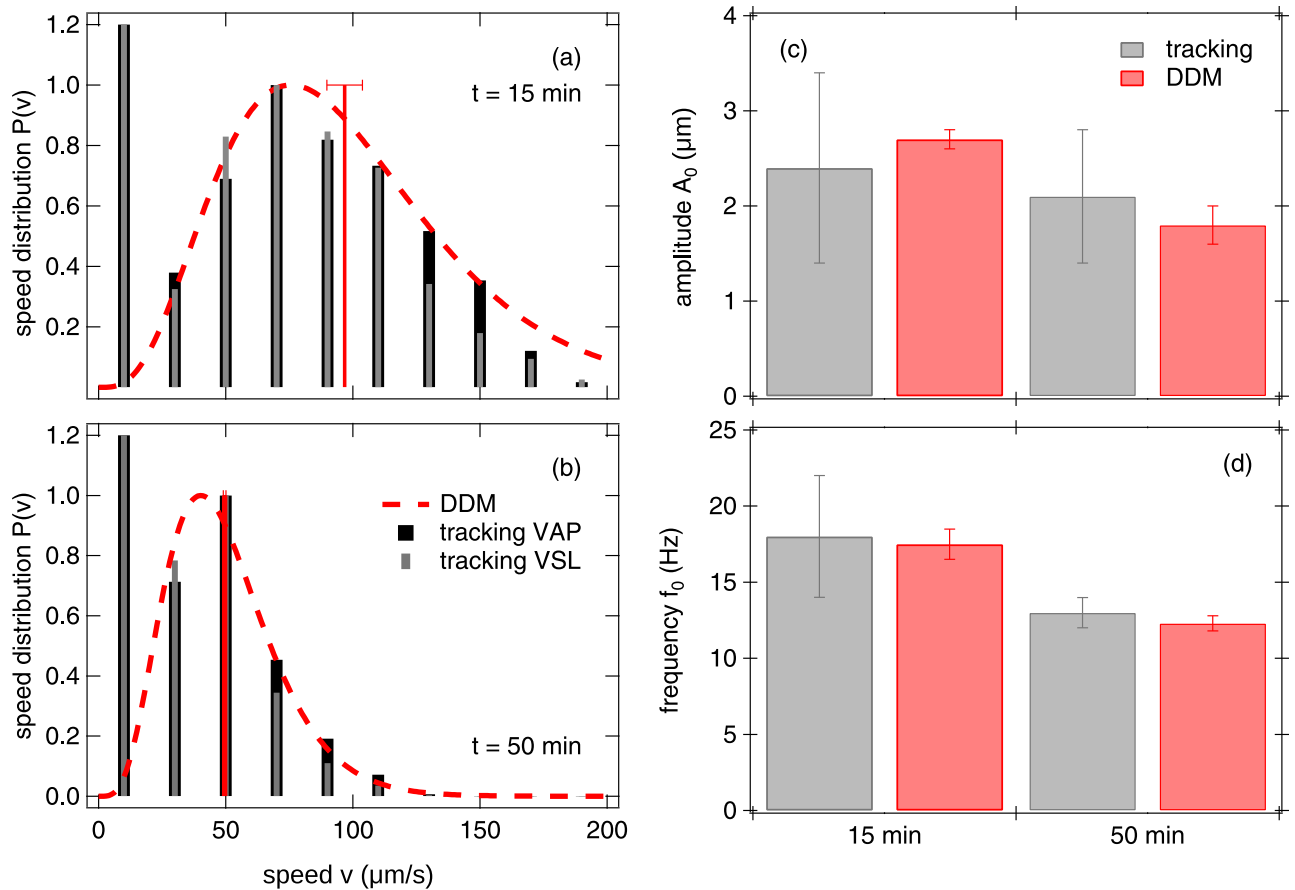 speed distribution P(v)
1.2
1.0
0.8
0.6
0.4
0.2
(a)
t = 15 min
speed distribution P(v)
1.2
1.0
0.8
0.6
0.4
0.2
0.0
(b)
DDM
tracking VAP
tracking VSL
t = 50 min
0
50
100
150
200
speed v (μm/s)
amplitude A₀ (μm)
4
3
2
1
0
(c)
tracking
DDM
frequency f₀ (Hz)
25
20
15
10
5
0
(d)
15 min
50 min